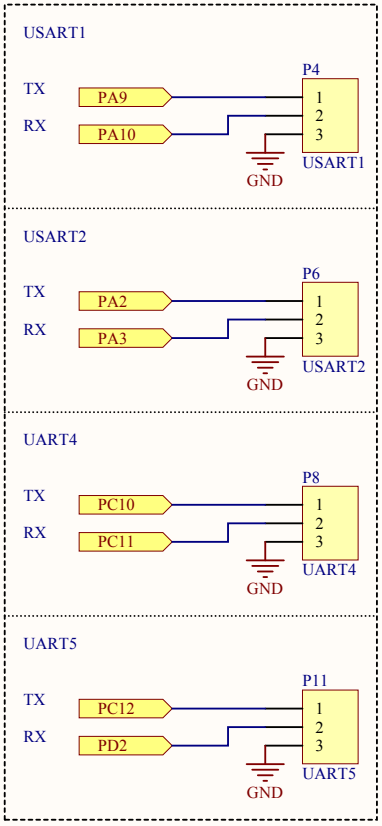 USART1
P4
TX PA9 1
RX PA10 2
3
GND USART1
USART2
P6
TX PA2 1
RX PA3 2
3
GND USART2
UART4
P8
TX PC10 1
RX PC11 2
3
GND UART4
UART5
P11
TX PC12 1
RX PD2 2
3
GND UART5